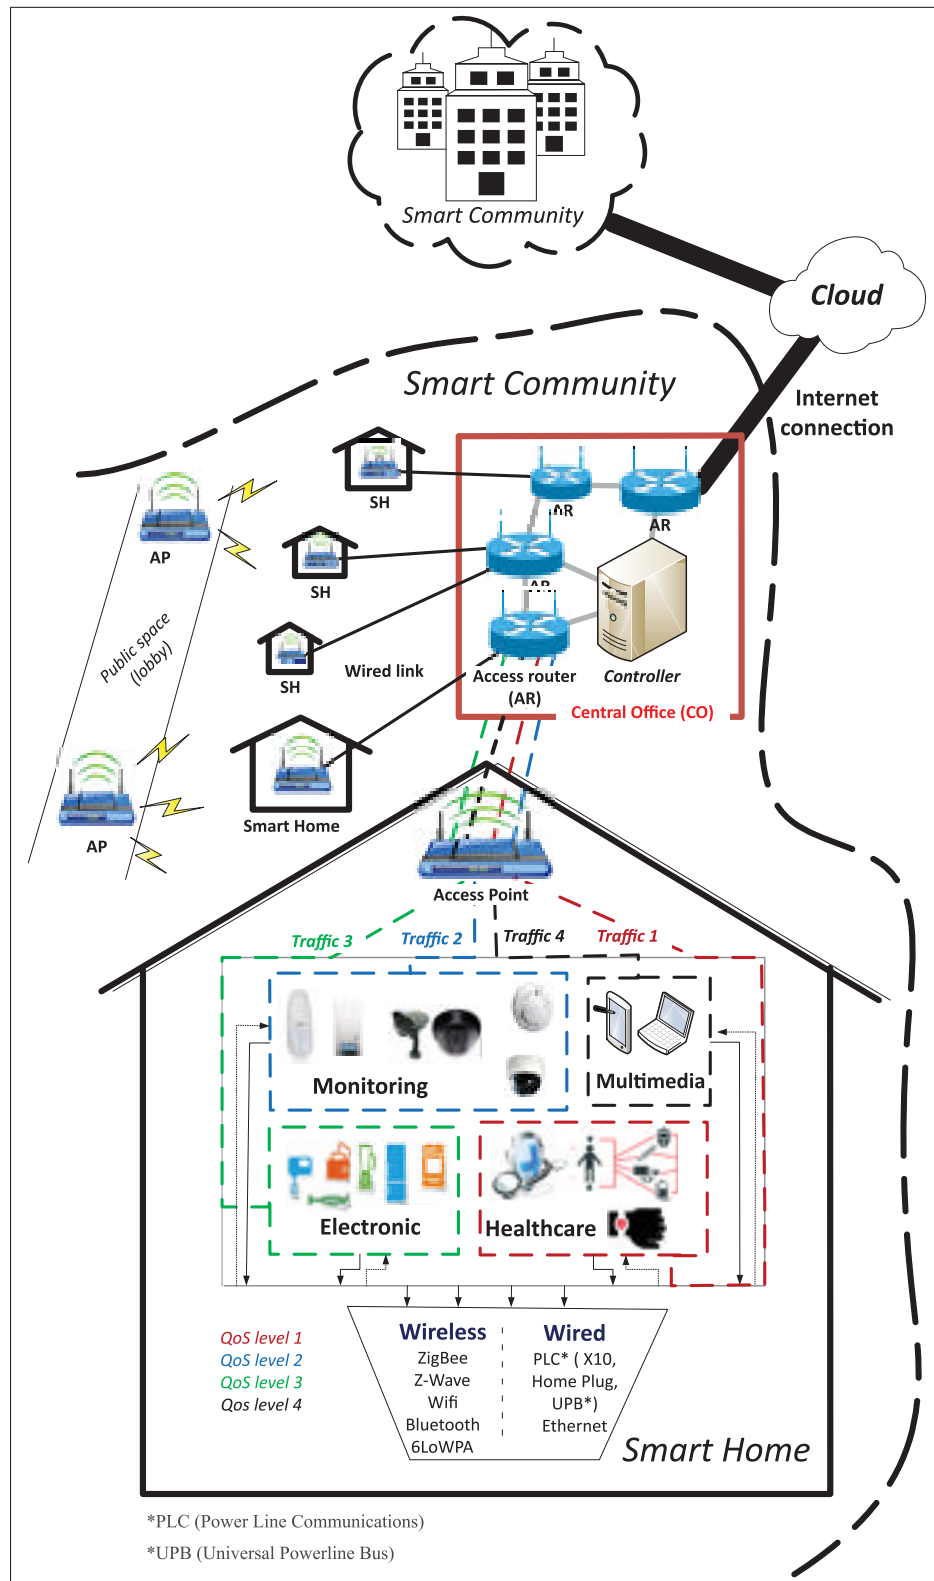 Smart Community
Cloud
Smart Community
Internet
connection
SH
AR
AR
AP
SH
AR
Public space
(lobby)
SH
Wired link
Access router
(AR)
Controller
Central Office (CO)
Smart Home
AP
Access Point
Traffic 3
Traffic 2
Traffic 4
Traffic 1
Monitoring
Multimedia
Electronic
Healthcare
Wireless
Wired
ZigBee
PLC* ( X10,
Z-Wave
Home Plug,
Wifi
UPB*)
Bluetooth
Ethernet
6LoWPA
QoS level 1
QoS level 2
QoS level 3
Qos level 4
Smart Home
*PLC (Power Line Communications)
*UPB (Universal Powerline Bus)